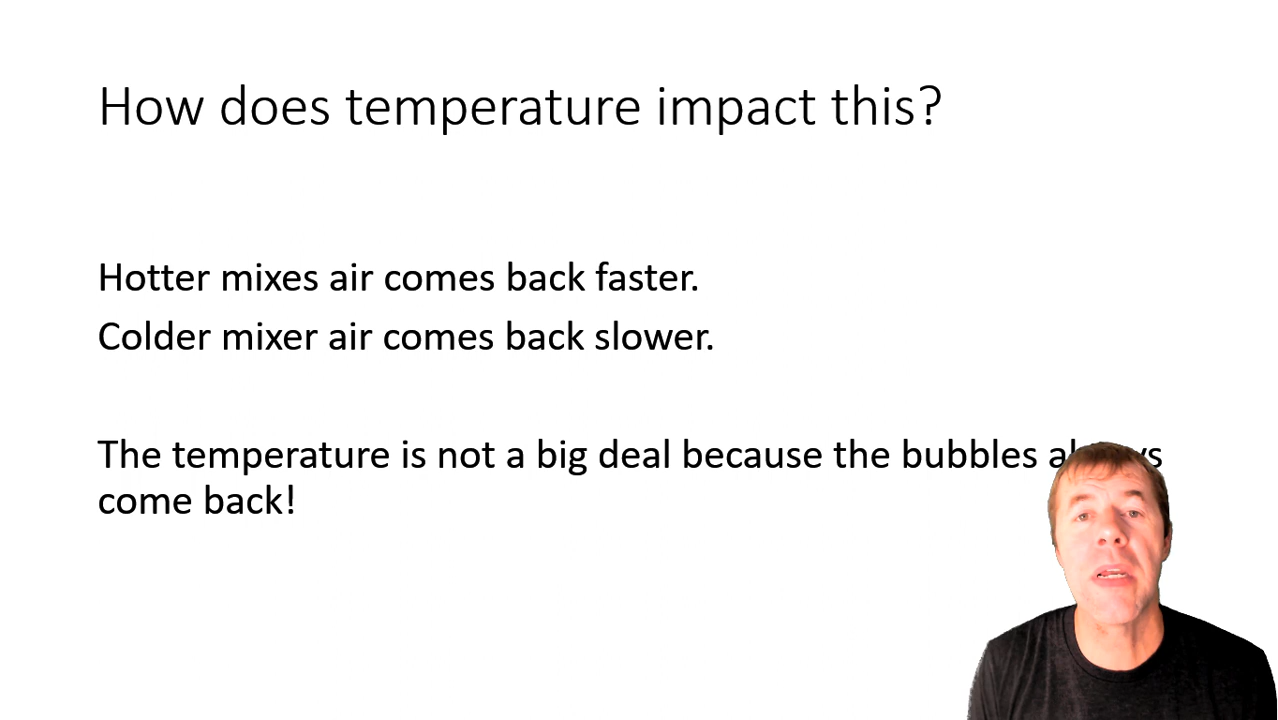 How does temperature impact this?
Hotter mixes air comes back faster.
Colder mixer air comes back slower.
The temperature is not a big deal because the bubbles
come back!